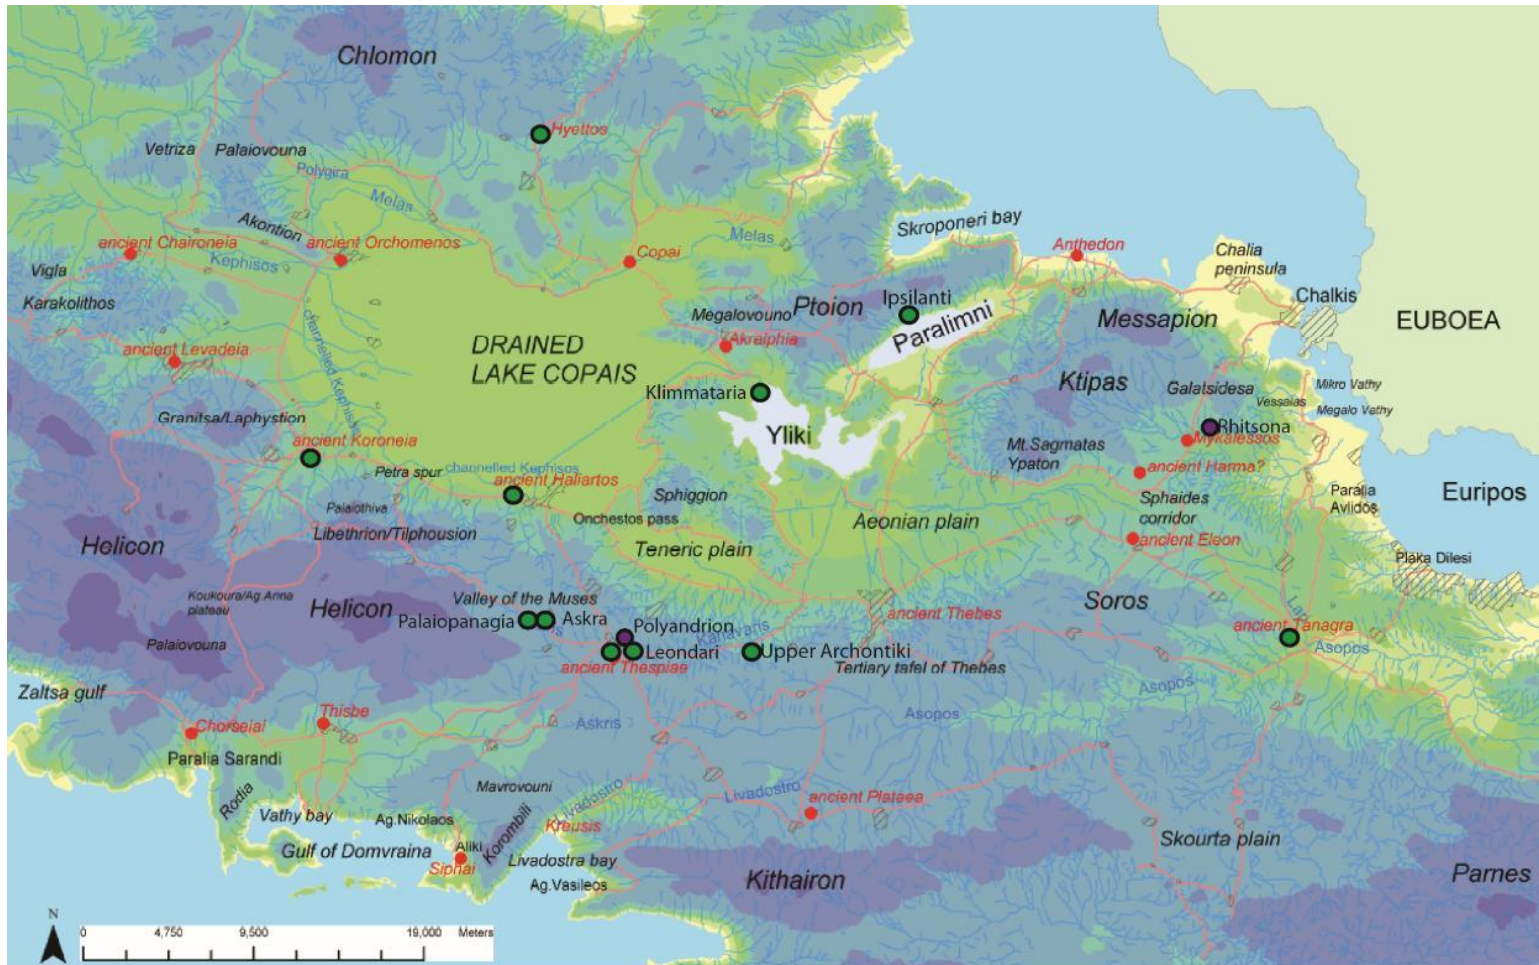 Chlomon
Hyettos
Vetriza
Palaiovouna
Polygira
Melas
Akontion
ancient Chaironeia
ancient Orchomenos
Kephisos
Vigla
Karakolithos
Copai
Melas
Skroponeri bay
Anthedon
Chalia
peninsula
Chalkis
EUBOEA
Ptoion
Ipsilanti
Paralimni
Megalovouno
Akraiphia
Messapion
channelled Kephisos
ancient Levadeia
DRAINED
LAKE COPAIS
Klimmataria
Yliki
Ktipas
Galatsidesa
Mikro Vathy
Vessaias
Megalo Vathy
Granitsa/Laphystion
ancient Koroneia
Rhitsona
Mykalessos
Mt.Sagmatas
Ypaton
ancient Harma?
Petra spur
channelled Kephisos
ancient Haliartos
Sphiggion
Sphaides
corridor
Paralia
Avlidos
Euripos
Palaiothiva
Libethrion/Tilphousion
Onchestos pass
Aeonian plain
Teneric plain
ancient Eleon
Plaka Dilesi
Helicon
Koukoura/Ag.Anna
plateau
Helicon
Valley of the Muses
Palaiopanagia
Askra
Polyandrion
Kanavaris
ancient Thebes
Soros
Lari
ancient Tanagra
Asopos
Palaiovouna
Leondari
ancient Thespiae
Upper Archontiki
Tertiary tafel of Thebes
Asopos
Zaltsa gulf
Chorseiai
Thisbe
Askris
Asopos
Paralia Sarandi
Rodia
Vathy bay
Mavrovouni
Livadostro
Livadostro
ancient Plataea
Ag.Nikolaos
Korombili
Kreusis
Gulf of Domvraina
Aliki
Siphai
Livadostra bay
Ag.Vasileos
Kithairon
Skourta plain
Parnes
N
0 4,750 9,500 19,000 Meters